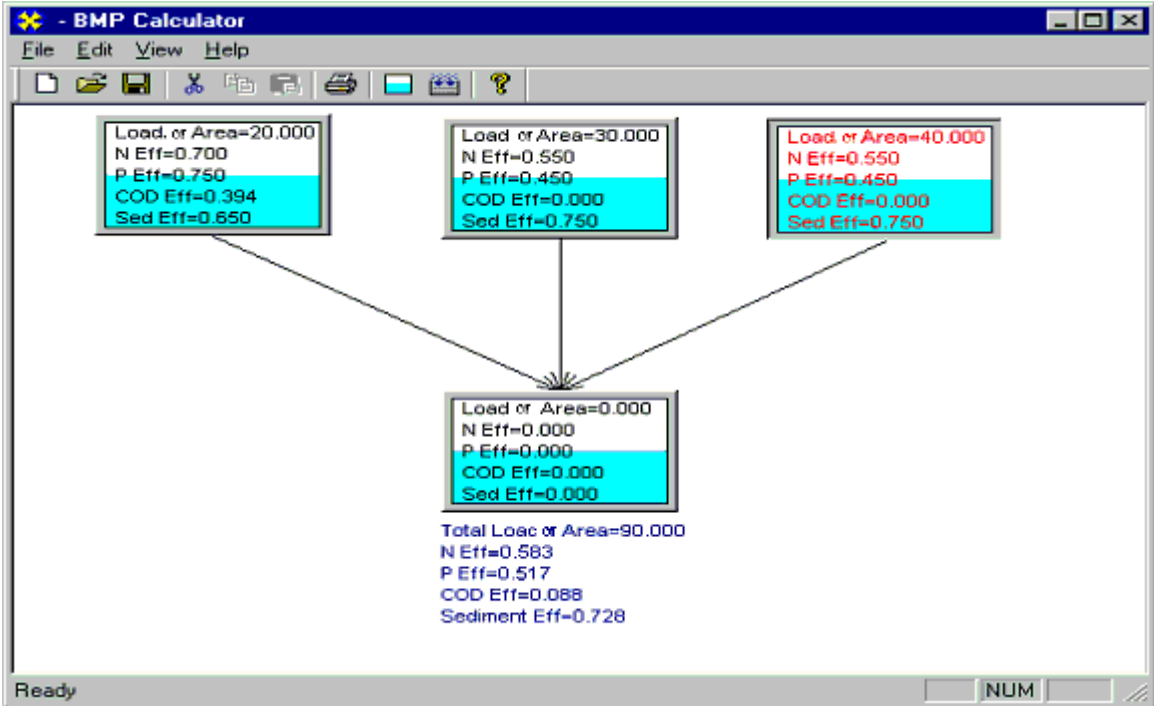 - BMP Calculator
File Edit View Help
Load. or Area=20.000
N Eff=0.700
P Eff=0.750
COD Eff=0.394
Sed Eff=0.650
Load or Area=30.000
N Eff=0.550
P Eff=0.450
COD Eff=0.000
Sed Eff=0.750
Load. or Area=40.000
N Eff=0.550
P Eff=0.450
COD Eff=0.000
Sed Eff=0.750
Load or Area=0.000
N Eff=0.000
P Eff=0.000
COD Eff=0.000
Sed Eff=0.000
Total Loac or Area=90.000
N Eff=0.583
P Eff=0.517
COD Eff=0.088
Sediment Eff=0.728
Ready
NUM